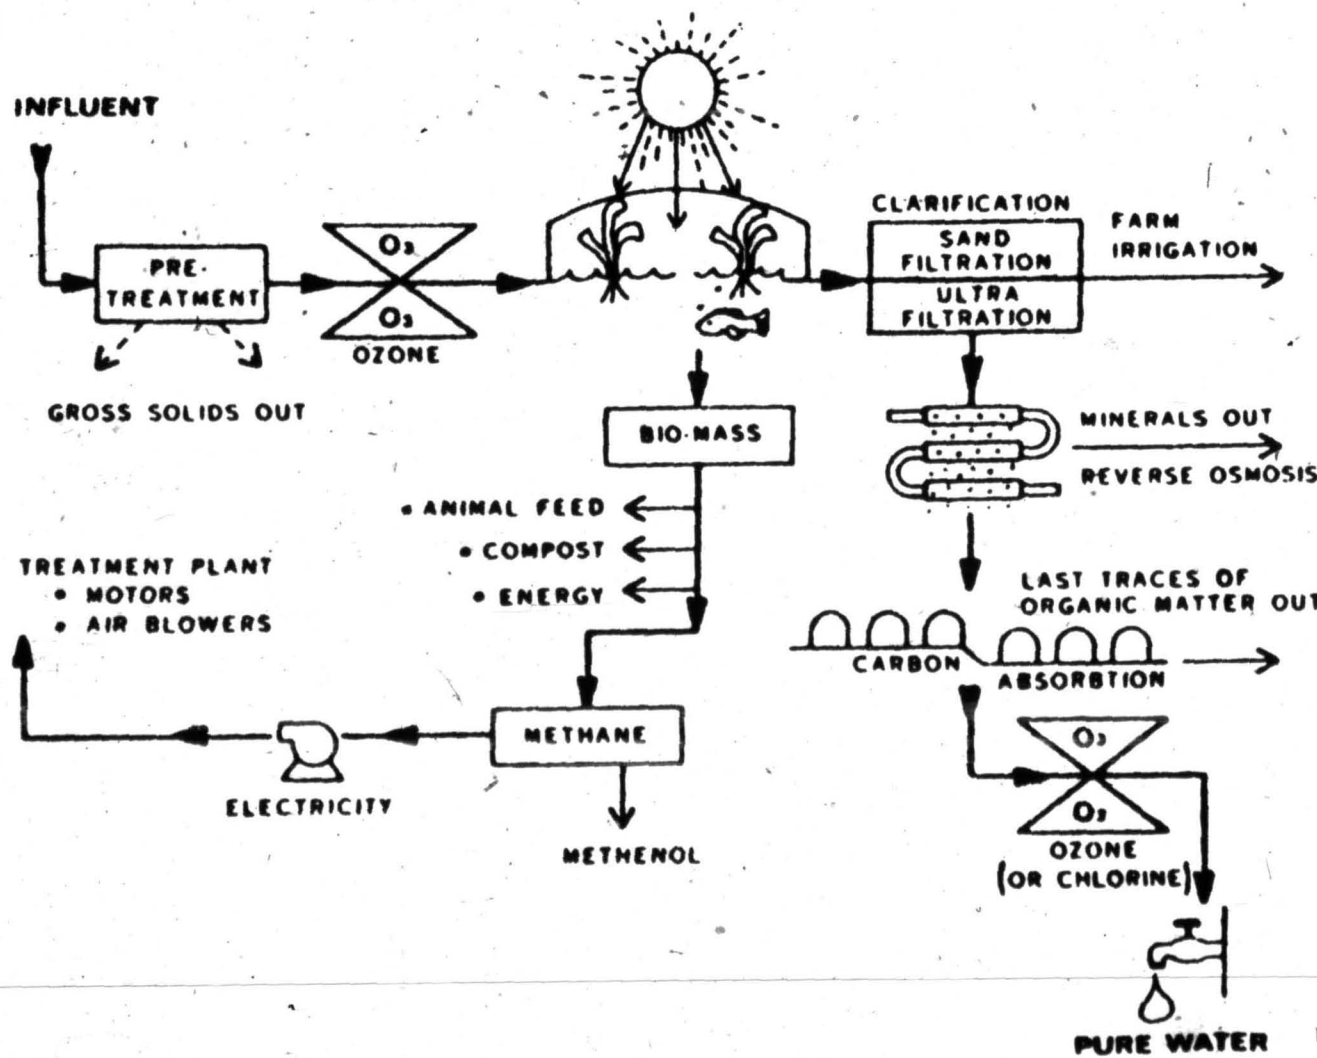 INFLUENT
PRE-
TREATMENT
GROSS SOLIDS OUT
O₃
O₃
OZONE
CLARIFICATION
SAND
FILTRATION
ULTRA
FILTRATION
FARM
IRRIGATION
BIO-MASS
• ANIMAL FEED
• COMPOST
• ENERGY
MINERALS OUT
REVERSE OSMOSIS
TREATMENT PLANT
• MOTORS
• AIR BLOWERS
LAST TRACES OF
ORGANIC MATTER OUT
CARBON
ABSORBTION
METHANE
ELECTRICITY
METHENOL
O₃
O₃
OZONE
(OR CHLORINE)
PURE WATER